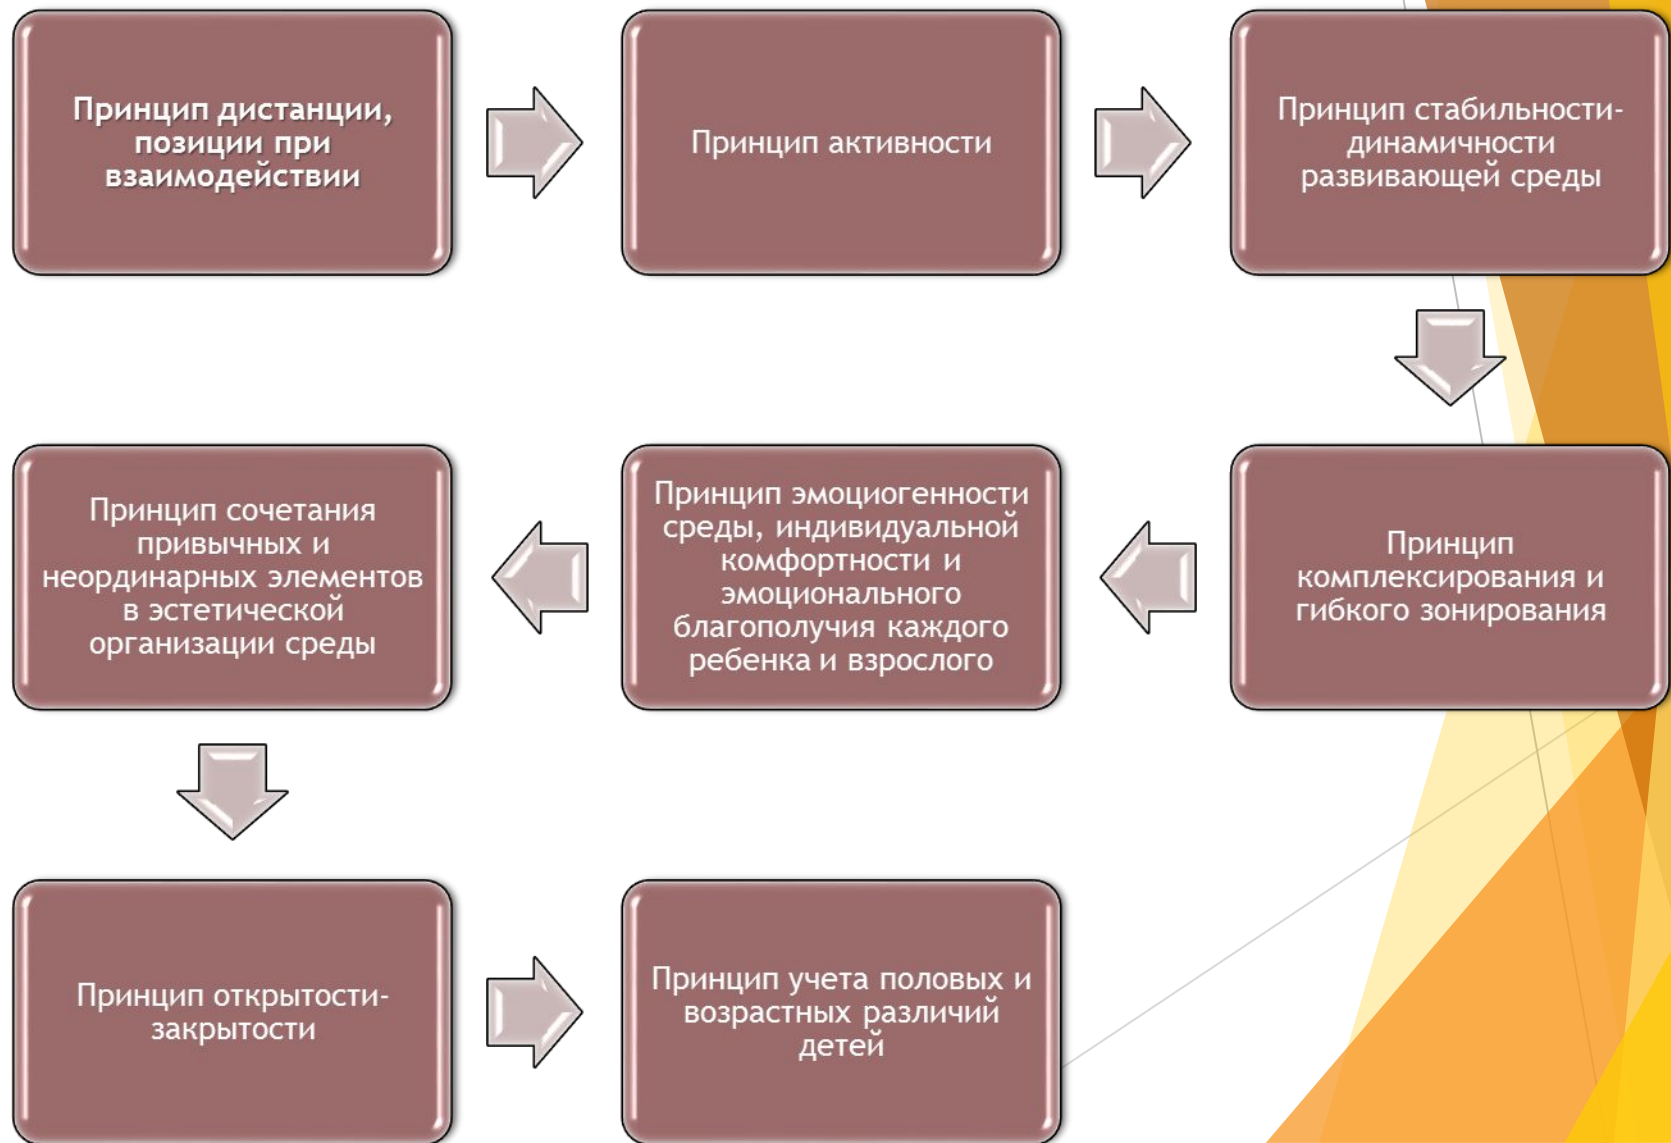 Принцип дистанции,
позиции при
взаимодействии
Принцип активности
Принцип стабильности-
динамичности
развивающей среды
Принцип
комплексирования и
гибкого зонирования
Принцип эмоциогенности
среды, индивидуальной
комфортности и
эмоционального
благополучия каждого
ребенка и взрослого
Принцип сочетания
привычных и
неординарных элементов
в эстетической
организации среды
Принцип открытости-
закрытости
Принцип учета половых и
возрастных различий
детей